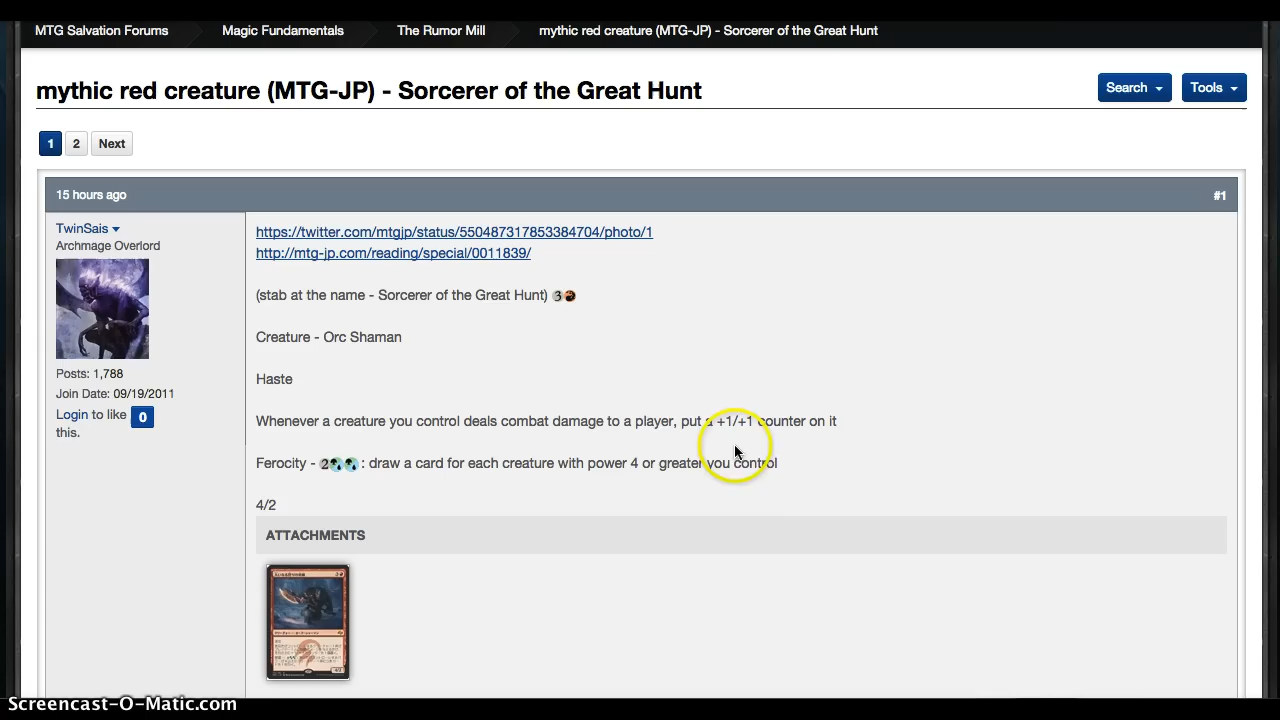 MTG Salvation Forums Magic Fundamentals The Rumor Mill mythic red creature (MTG-JP) - Sorcerer of the Great Hunt
mythic red creature (MTG-JP) - Sorcerer of the Great Hunt
Search Tools
1 2 Next
15 hours ago #1
TwinSais
Archmage Overlord
Posts: 1,788
Join Date: 09/19/2011
Login to like 0
this.
https://twitter.com/mtgjp/status/550487317853384704/photo/1
http://mtg-jp.com/reading/special/0011839/
(stab at the name - Sorcerer of the Great Hunt) 3
Creature - Orc Shaman
Haste
Whenever a creature you control deals combat damage to a player, put a +1/+1 counter on it
Ferocity - 2 : draw a card for each creature with power 4 or greater you control
4/2
ATTACHMENTS
Screencast-O-Matic.com